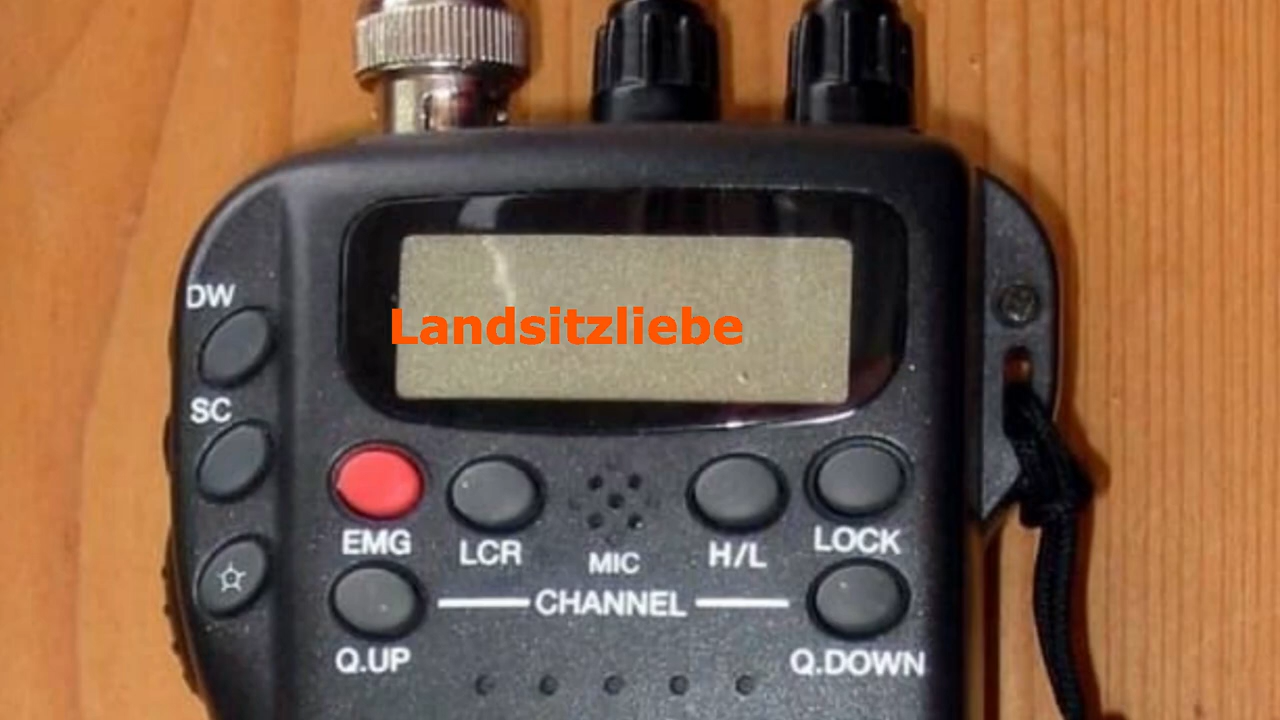 Landsitzliebe
DW
SC
EMG
LCR
MIC
H/L
LOCK
CHANNEL
Q.UP
Q.DOWN